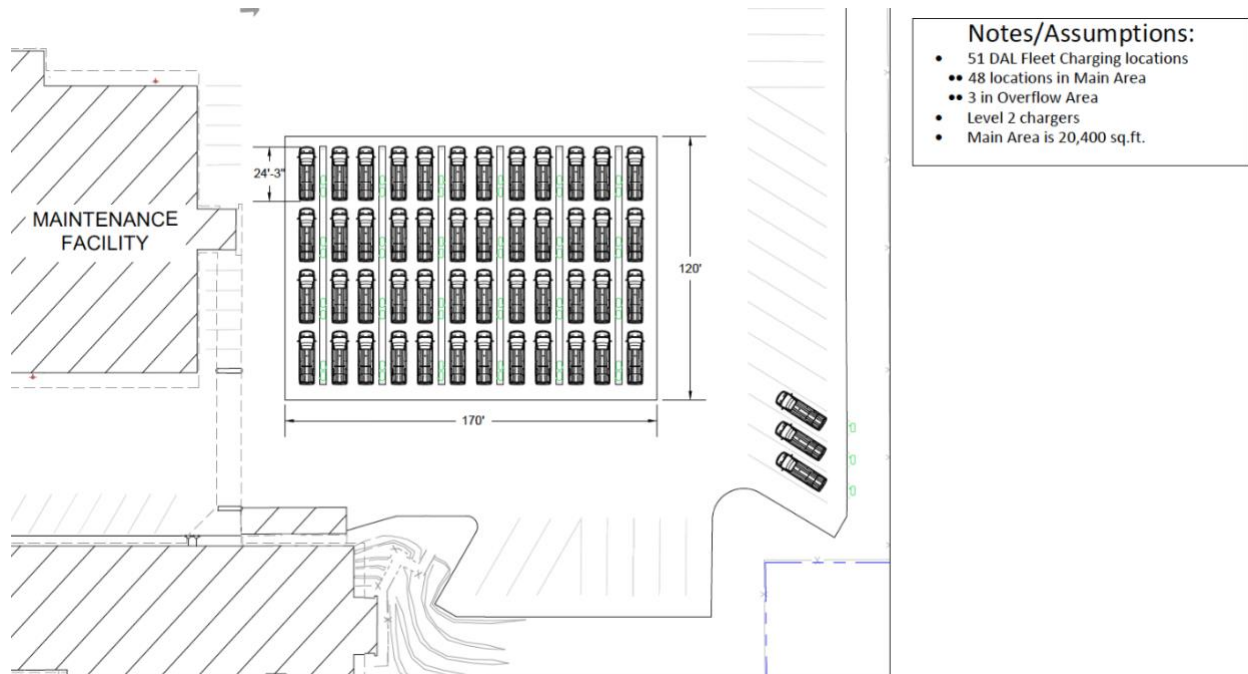 Notes/Assumptions:
• 51 DAL Fleet Charging locations
•• 48 locations in Main Area
•• 3 in Overflow Area
• Level 2 chargers
• Main Area is 20,400 sq.ft.
24'-3"
MAINTENANCE
FACILITY
120'
170'